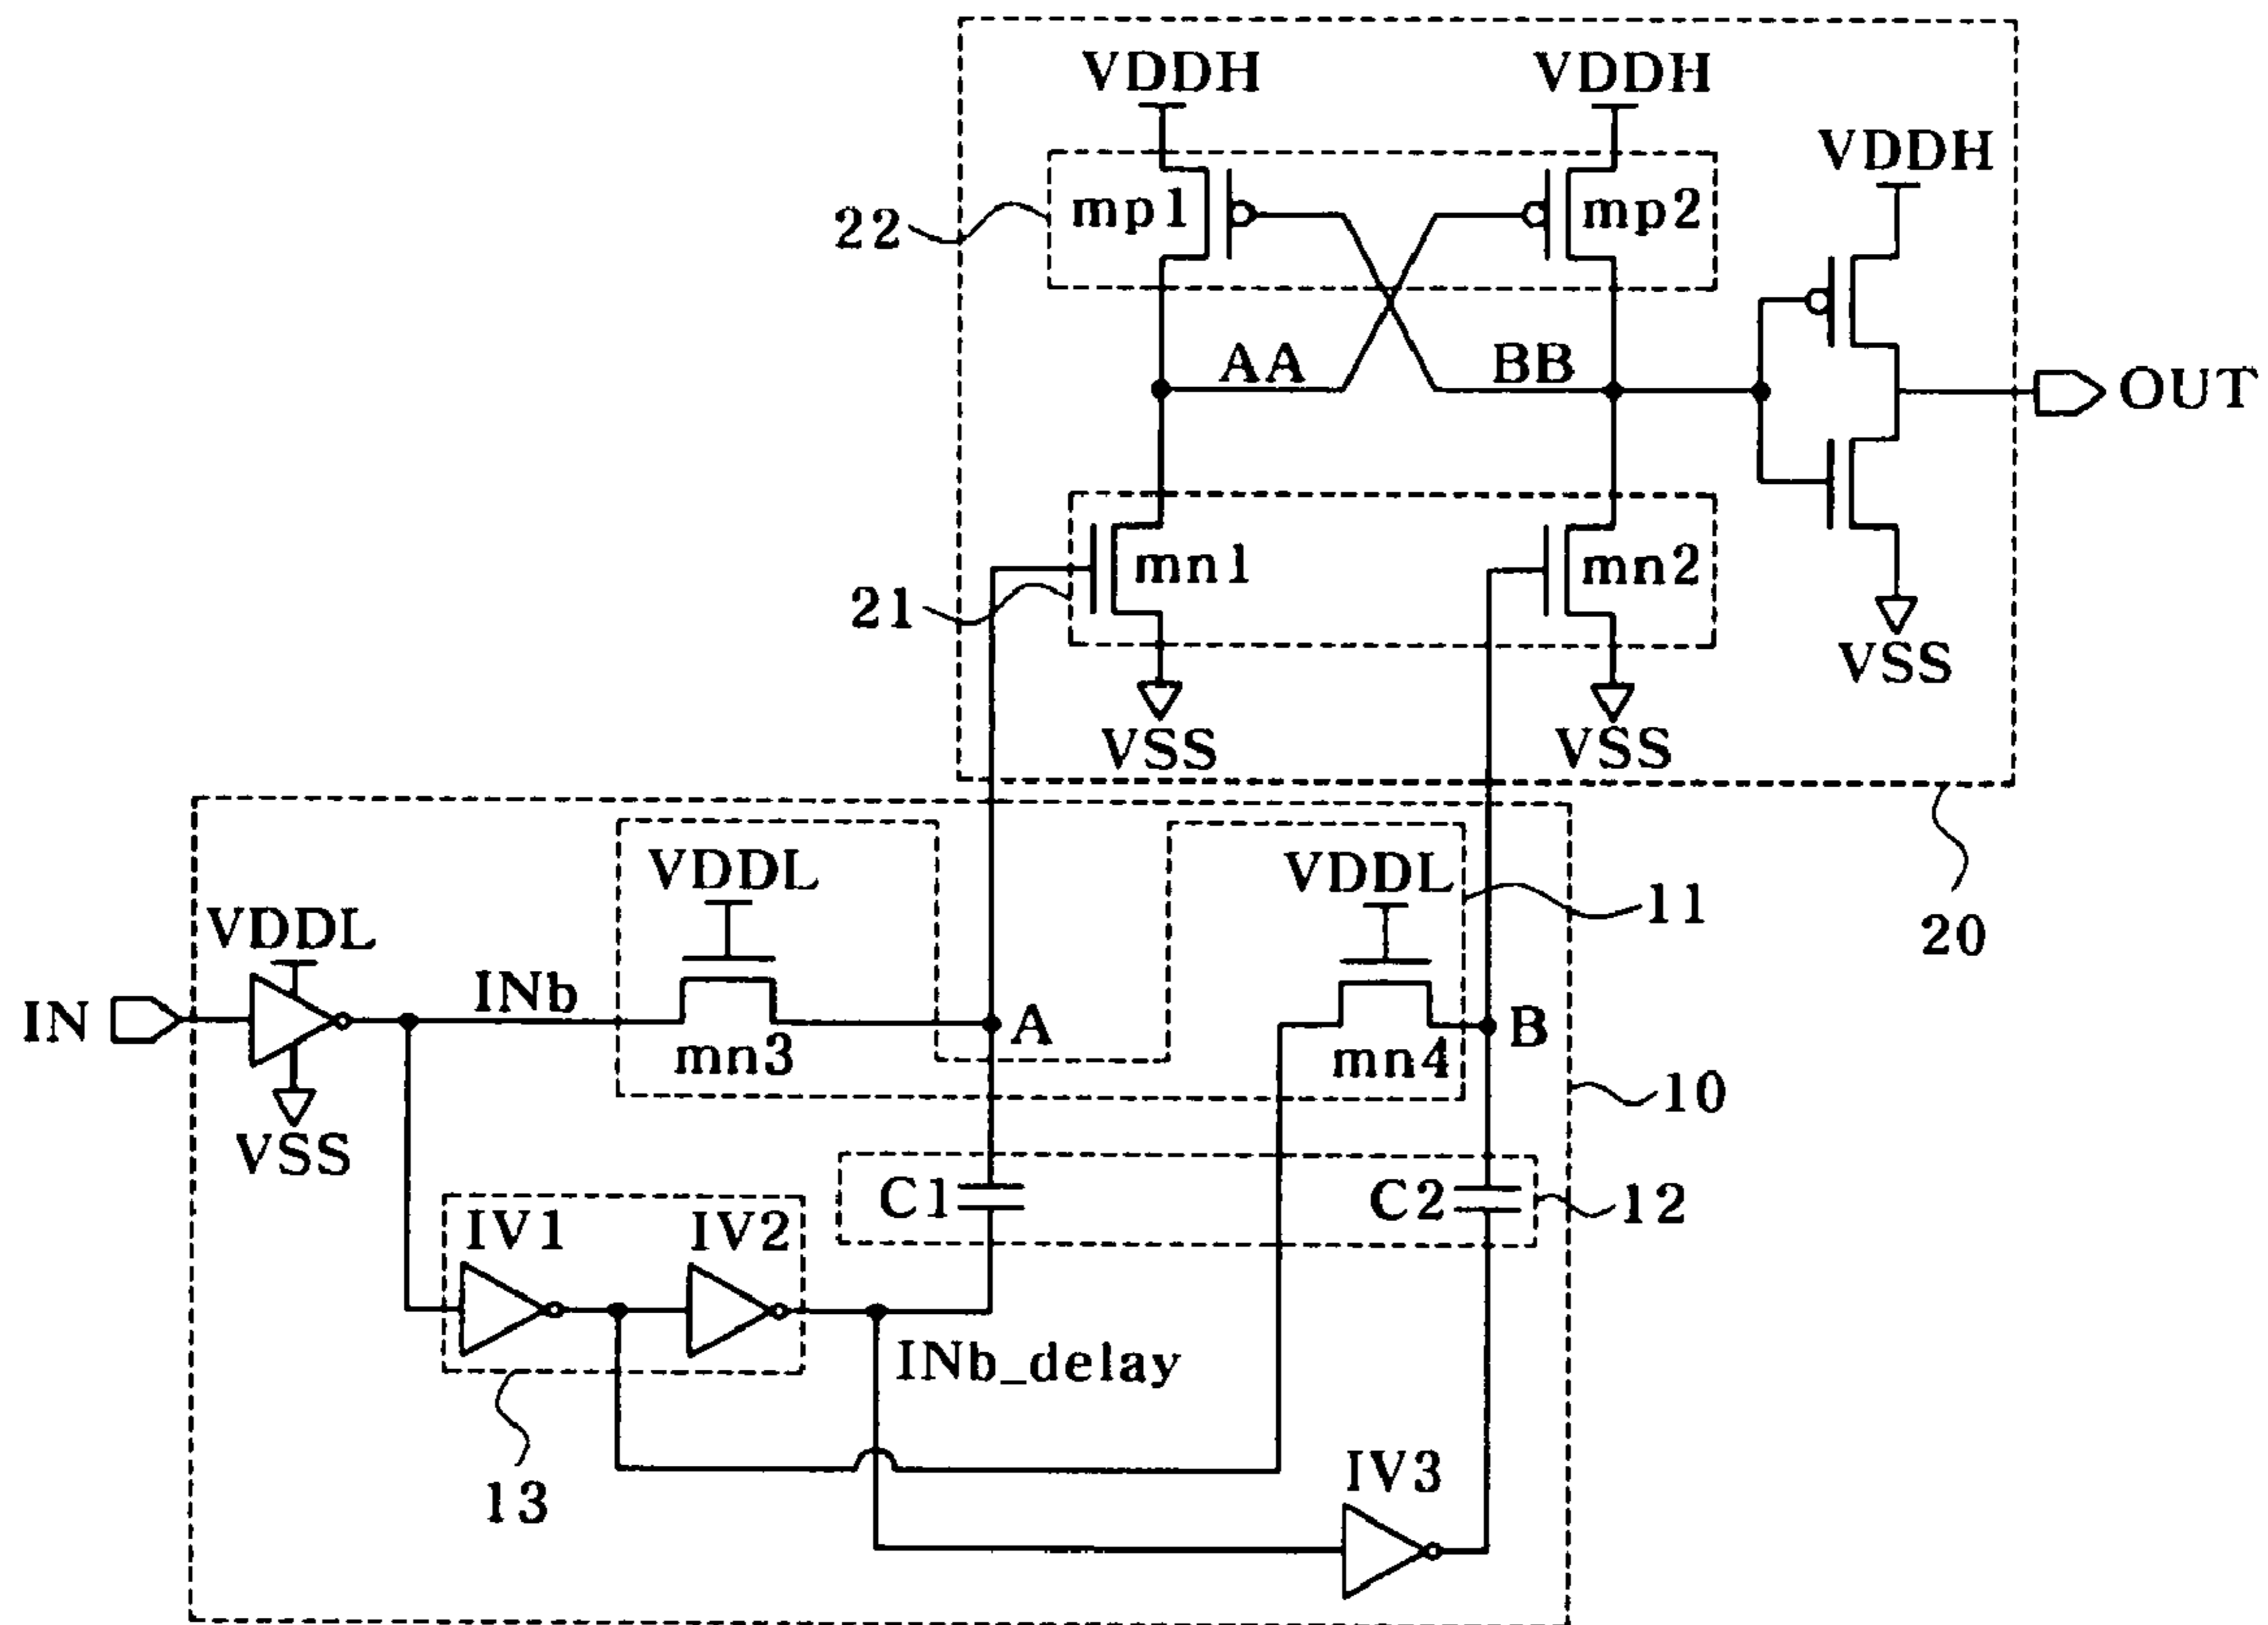 VDDH VDDH
VDDH
mp1 mp2
22
AA BB
OUT
mn1 mn2
21
VSS
VSS VSS
VDDL VDDL
11
VDDL
20
INb
IN A B
mn3 mn4
10
VSS
C1 C2 12
IV1 IV2
INb_delay
IV3
13